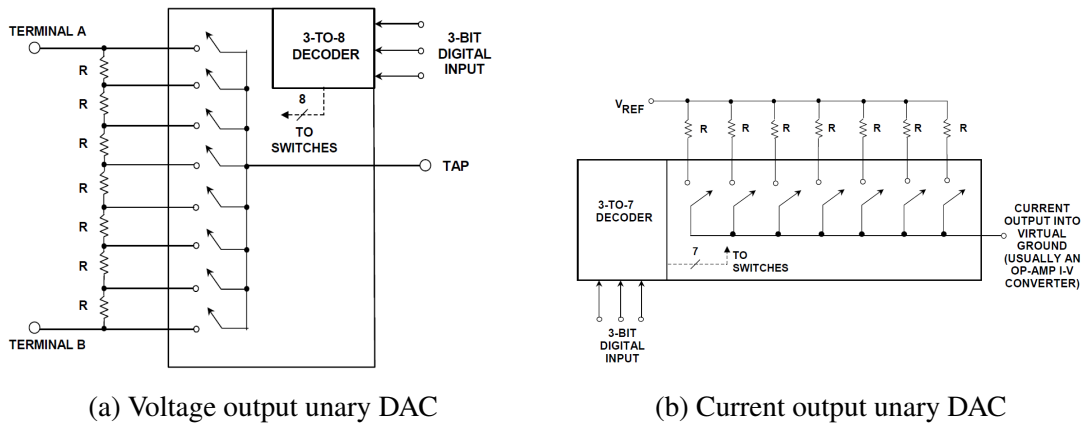 TERMINAL A
R
R
R
R
R
R
R
TERMINAL B
3-TO-8
DECODER
3-BIT
DIGITAL
INPUT
8
TO
SWITCHES
TAP
(a) Voltage output unary DAC
VREF
R
R
R
R
R
R
R
3-TO-7
DECODER
7
TO
SWITCHES
3-BIT
DIGITAL
INPUT
CURRENT
OUTPUT INTO
VIRTUAL
GROUND
(USUALLY AN
OP-AMP I-V
CONVERTER)
(b) Current output unary DAC